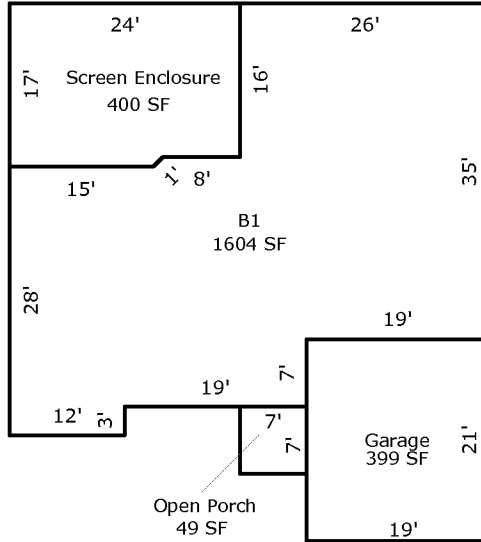 24'
26'
17'
Screen Enclosure
400 SF
16'
15'
1'
8'
35'
B1
1604 SF
28'
19'
7'
19'
12'
3'
7'
7'
Garage
399 SF
21'
Open Porch
49 SF
19'